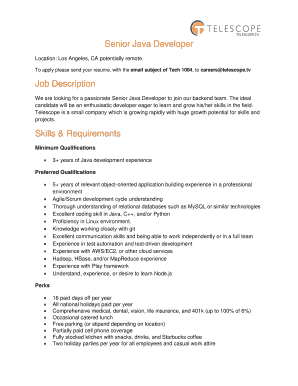 TELESCOPE
TELESCOPE.TV
Senior Java Developer
Location: Los Angeles, CA potentially remote.
To apply please send your resume, with the email subject of Tech 1004, to careers@telescope.tv
Job Description
We are looking for a passionate Senior Java Developer to join our backend team. The ideal
candidate will be an enthusiastic developer eager to learn and grow his/her skills in the field.
Telescope is a small company which is growing rapidly with huge growth potential for skills and
projects.
Skills & Requirements
Minimum Qualifications
• 3+ years of Java development experience
Preferred Qualifications
• 5+ years of relevant object-oriented application building experience in a professional
environment
• Agile/Scrum development cycle understanding
• Thorough understanding of relational databases such as MySQL or similar technologies
• Excellent coding skill in Java, C++, and/or Python
• Proficiency in Linux environment.
• Knowledge working closely with git
• Excellent communication skills and being able to work independently or in a full team
• Experience in test automation and test-driven development
• Experience with AWS/EC2, or other cloud services
• Hadoop, HBase, and/or MapReduce experience
• Experience with Play framework
• Understand, experience, or desire to learn Node.js
Perks
• 16 paid days off per year
• All national holidays paid per year
• Comprehensive medical, dental, vision, life insurance, and 401k (up to 100% of 6%)
• Occasional catered lunch
• Free parking (or stipend depending on location)
• Partially paid cell phone coverage
• Fully stocked kitchen with snacks, drinks, and Starbucks coffee
• Two holiday parties per year for all employees and casual work attire